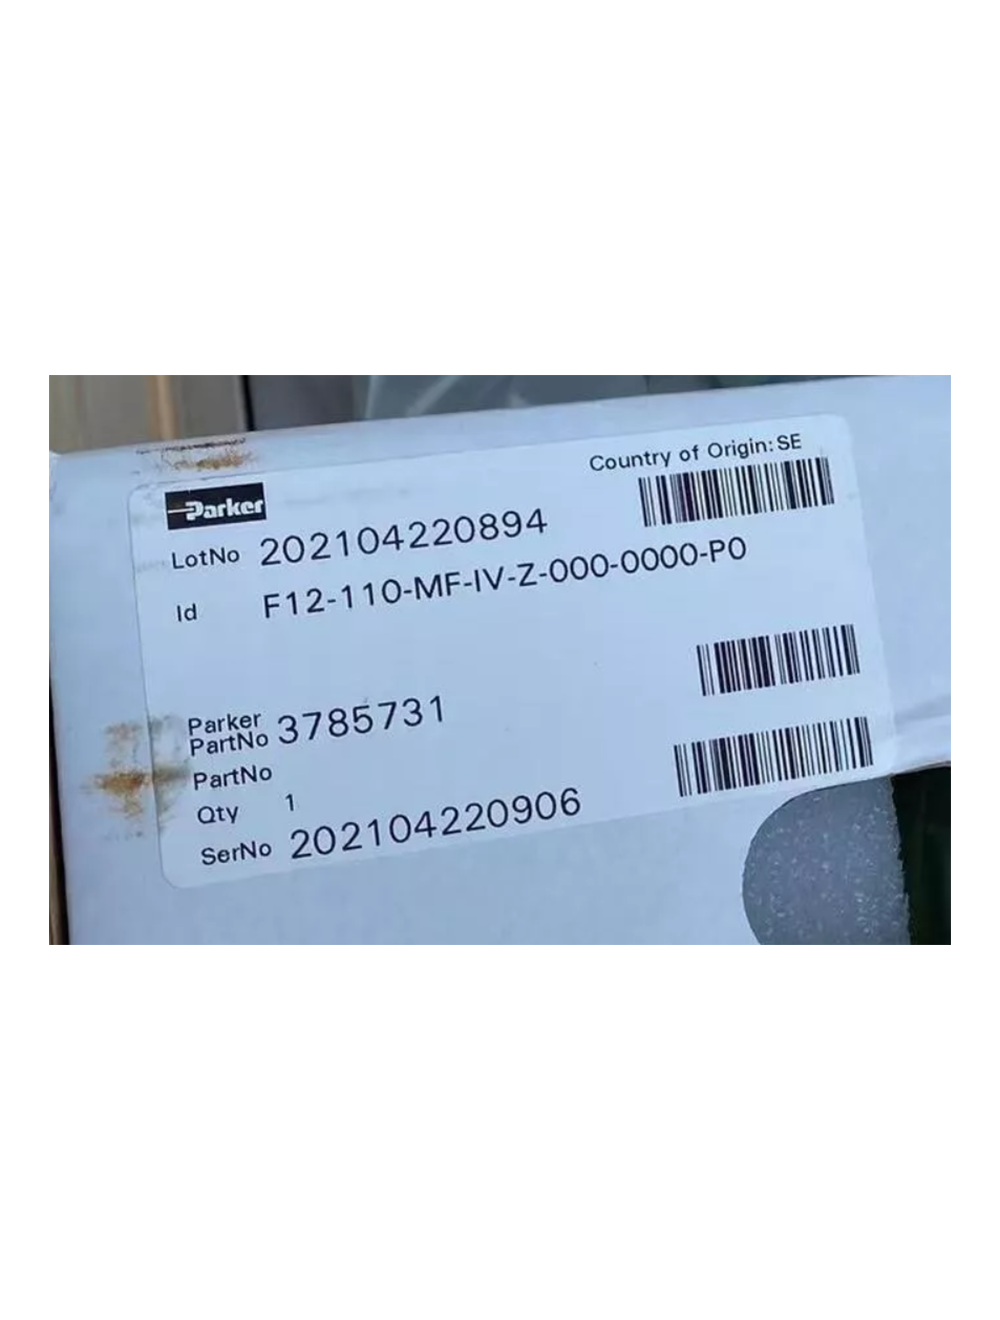 Country of Origin: SE
Parker
LotNo 202104220894
Id F12-110-MF-IV-Z-000-0000-P0
Parker
PartNo 3785731
PartNo
Qty 1
SerNo 202104220906